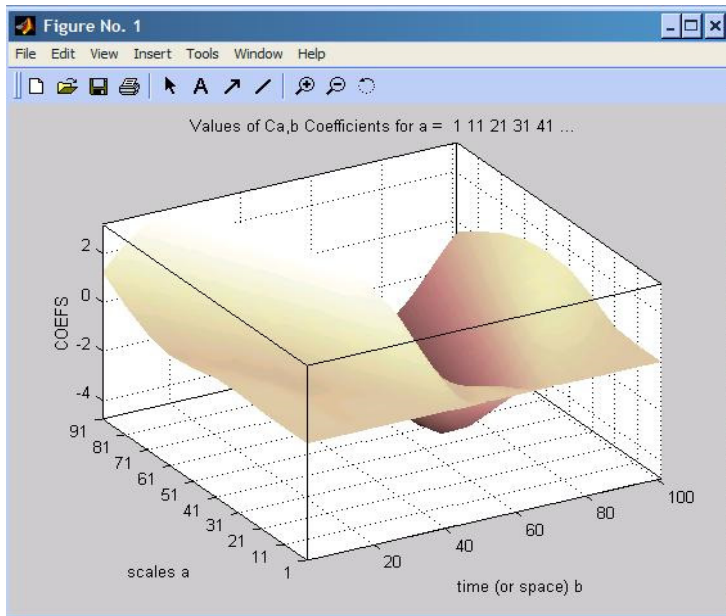 Figure No. 1
File Edit View Insert Tools Window Help
A
Values of Ca,b Coefficients for a = 1 11 21 31 41 ...
2
0
-2
-4
COEFS
91
81
71
61
51
41
31
21
11
1
scales a
20
40
60
80
100
time (or space) b